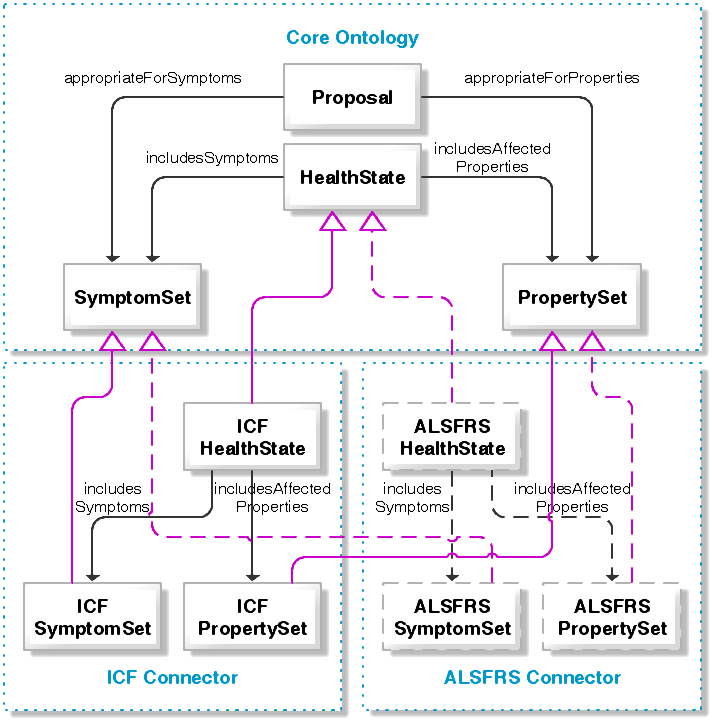 Core Ontology
appropriateForSymptoms
Proposal
appropriateForProperties
includesSymptoms
HealthState
includesAffected
Properties
SymptomSet
PropertySet
ICF
HealthState
ALSFRS
HealthState
includes
Symptoms
includesAffected
Properties
includes
Symptoms
includesAffected
Properties
ICF
SymptomSet
ICF
PropertySet
ALSFRS
SymptomSet
ALSFRS
PropertySet
ICF Connector
ALSFRS Connector